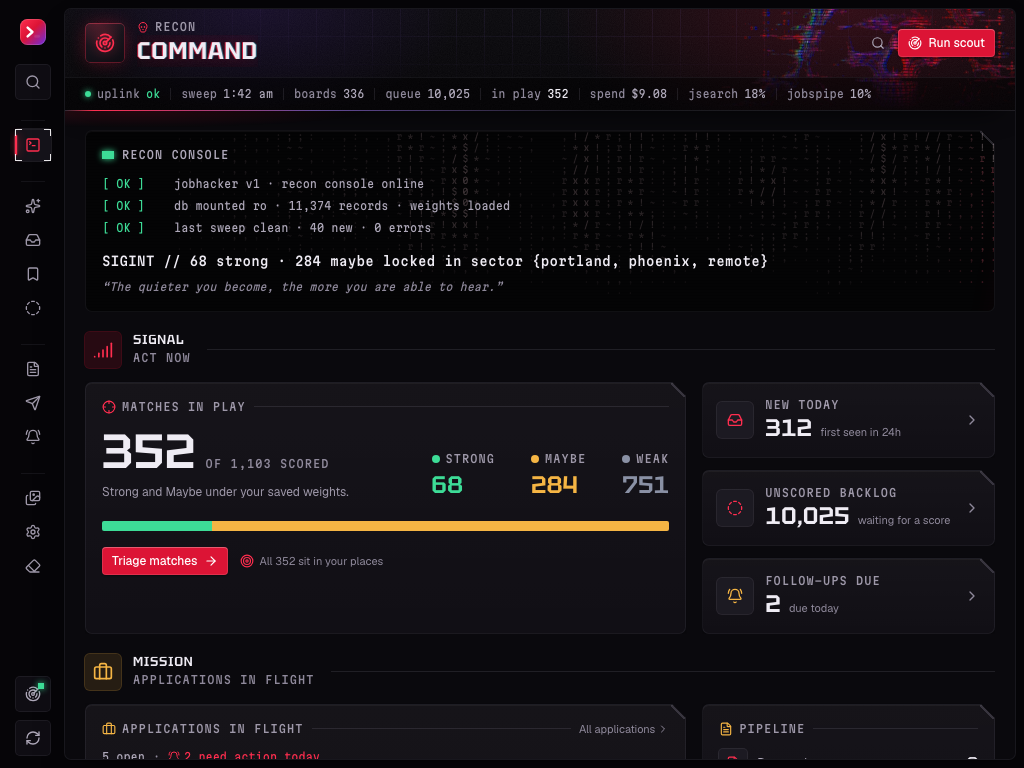 RECON
COMMAND
Run scout
uplink ok
sweep 1:42 am
boards 336
queue 10,025
in play 352
spend $9.08
jsearch 18%
jobspipe 10%
RECON CONSOLE
[ OK ] jobhacker v1 · recon console online
[ OK ] db mounted ro · 11,374 records · weights loaded
[ OK ] last sweep clean · 40 new · 0 errors
SIGINT // 68 strong · 284 maybe locked in sector {portland, phoenix, remote}
“The quieter you become, the more you are able to hear.”
SIGNAL
ACT NOW
MATCHES IN PLAY
352 OF 1,103 SCORED
Strong and Maybe under your saved weights.
STRONG
68
MAYBE
284
WEAK
751
Triage matches
All 352 sit in your places
NEW TODAY
312 first seen in 24h
UNSCORED BACKLOG
10,025 waiting for a score
FOLLOW-UPS DUE
2 due today
MISSION
APPLICATIONS IN FLIGHT
APPLICATIONS IN FLIGHT
All applications
5 open · 2 need action today
PIPELINE